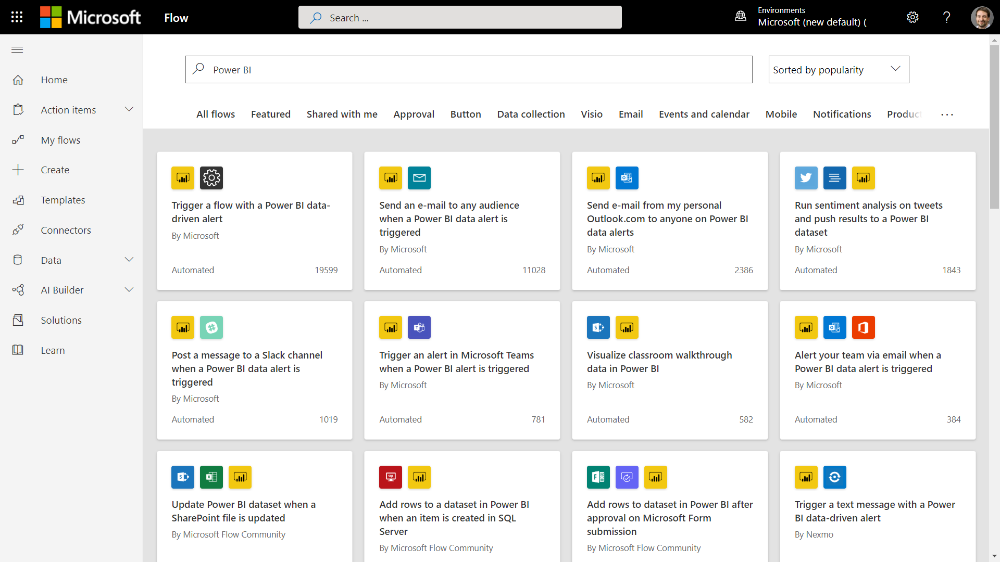 Microsoft
Flow
Search ...
Environments
Microsoft (new default) (
Home
Action items
My flows
Create
Templates
Connectors
Data
AI Builder
Solutions
Learn
Power BI
Sorted by popularity
All flows
Featured
Shared with me
Approval
Button
Data collection
Visio
Email
Events and calendar
Mobile
Notifications
Product
Trigger a flow with a Power BI data-
driven alert
By Microsoft
Automated 19599
Send an e-mail to any audience
when a Power BI data alert is
triggered
By Microsoft
Automated 11028
Send e-mail from my personal
Outlook.com to anyone on Power BI
data alerts
By Microsoft
Automated 2386
Run sentiment analysis on tweets
and push results to a Power BI
dataset
By Microsoft
Automated 1843
Post a message to a Slack channel
when a Power BI data alert is
triggered
By Microsoft
Automated 1019
Trigger an alert in Microsoft Teams
when a Power BI alert is triggered
By Microsoft
Automated 781
Visualize classroom walkthrough
data in Power BI
By Microsoft
Automated 582
Alert your team via email when a
Power BI data alert is triggered
By Microsoft
Automated 384
Update Power BI dataset when a
SharePoint file is updated
By Microsoft Flow Community
SQL
Add rows to a dataset in Power BI
when an item is created in SQL
Server
By Microsoft Flow Community
Add rows to dataset in Power BI after
approval on Microsoft Form
submission
By Microsoft Flow Community
Trigger a text message with a Power
BI data-driven alert
By Nexmo